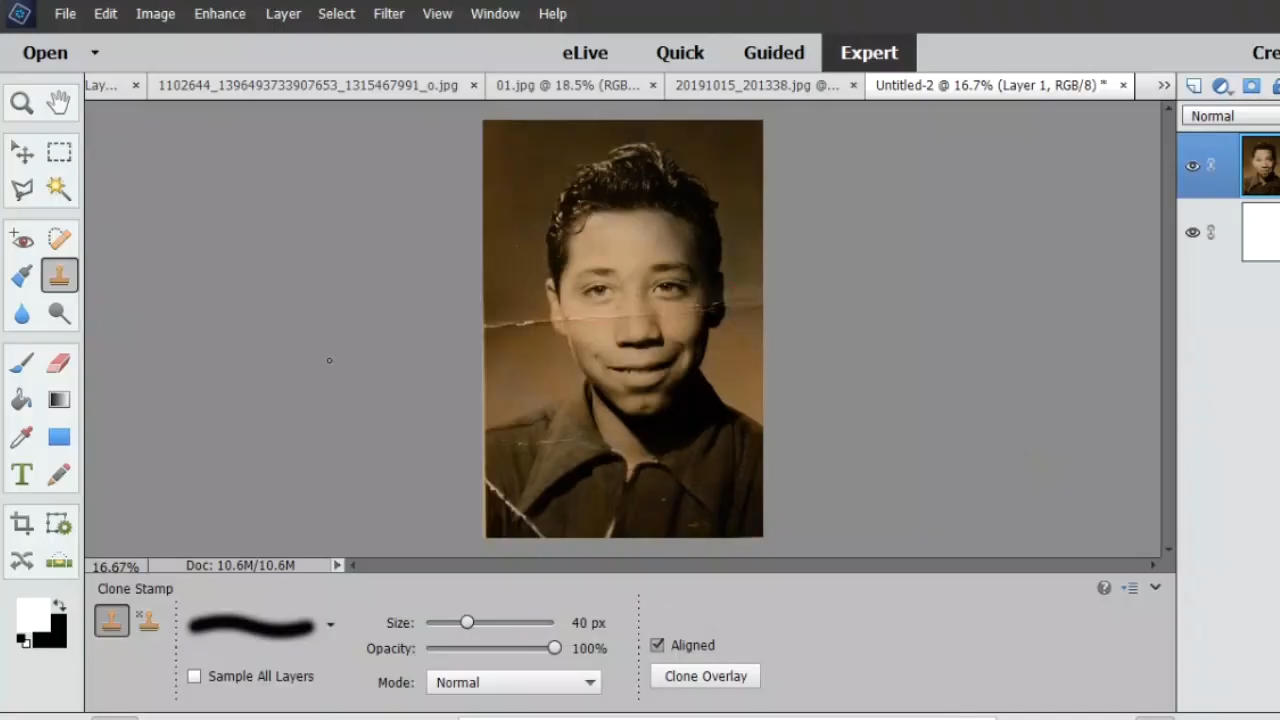 File Edit Image Enhance Layer Select Filter View Window Help
Open eLive Quick Guided Expert Cre
Lay... × 1102644_1396493733907653_1315467991_o.jpg × 01.jpg @ 18.5% (RGB... × 20191015_201338.jpg @... × Untitled-2 @ 16.7% (Layer 1, RGB/8) * × >>
Normal
T
16.67% Doc: 10.6M/10.6M
Clone Stamp
Size: 40 px
Opacity: 100%
Aligned
Sample All Layers
Mode: Normal
Clone Overlay